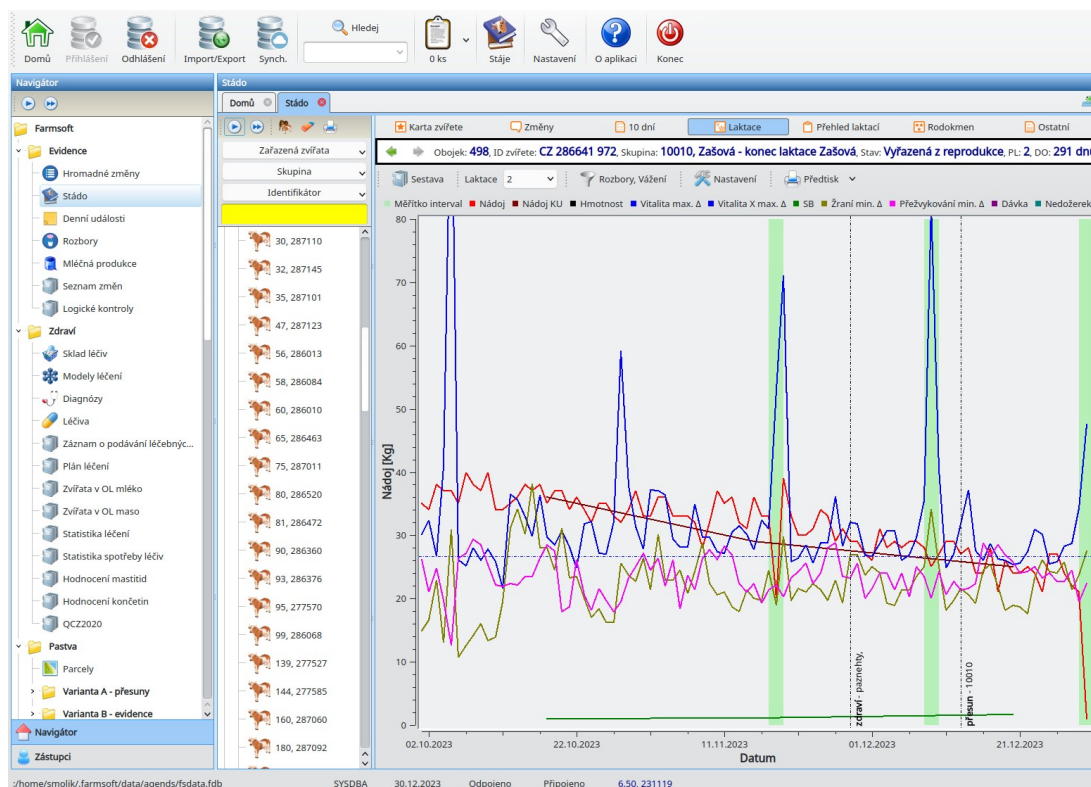 Domů
Přihlášení
Odhlášení
Import/Export
Synch.
Hledej
0 ks
Stáje
Nastavení
O aplikaci
Konec
Navigátor
Farmsoft
Evidence
Hromadné změny
Stádo
Denní události
Rozbory
Mléčná produkce
Seznam změn
Logické kontroly
Zdraví
Sklad léčiv
Modely léčení
Diagnózy
Léčiva
Záznam o podávání léčebnýc...
Plán léčení
Zvířata v OL mléko
Zvířata v OL maso
Statistika léčení
Statistika spotřeby léčiv
Hodnocení mastitid
Hodnocení končetin
QCZ2020
Pastva
Parcely
Varianta A - přesuny
Varianta B - evidence
Navigátor
Zástupci
Stádo
Domů
Stádo
Zařazená zvířata
Skupina
Identifikátor
30, 287110
32, 287145
35, 287101
47, 287123
56, 286013
58, 286084
60, 286010
65, 286463
75, 287011
80, 286520
81, 286472
90, 286360
93, 286376
95, 277570
99, 286068
139, 277527
144, 277585
160, 287060
180, 287092
Karta zvířete
Změny
10 dní
Laktace
Přehled laktací
Rodokmen
Ostatní
Obojek: 498, ID zvířete: CZ 286641 972, Skupina: 10010, Zašová - konec laktace Zašová, Stav: Vyřazená z reprodukce, PL: 2, DO: 291 dnů
Sestava
Laktace 2
Rozbory, Vážení
Nastavení
Předtisk
Měřítko interval
Nádoj
Nádoj KU
Hmotnost
Vitalita max. Δ
Vitalita X max. Δ
SB
Žraní min. Δ
Přežvykování min. Δ
Dávka
Nedožerek
Nádoj [Kg]
80
70
60
50
40
30
20
10
0
zdraví - paznehty,
přesun - 10010
02.10.2023
22.10.2023
11.11.2023
01.12.2023
21.12.2023
Datum
:/home/smolik/.farmsoft/data/agends/fsdata.fdb
SYSDBA
30.12.2023
Odpojeno
Připojeno
6.50, 231119